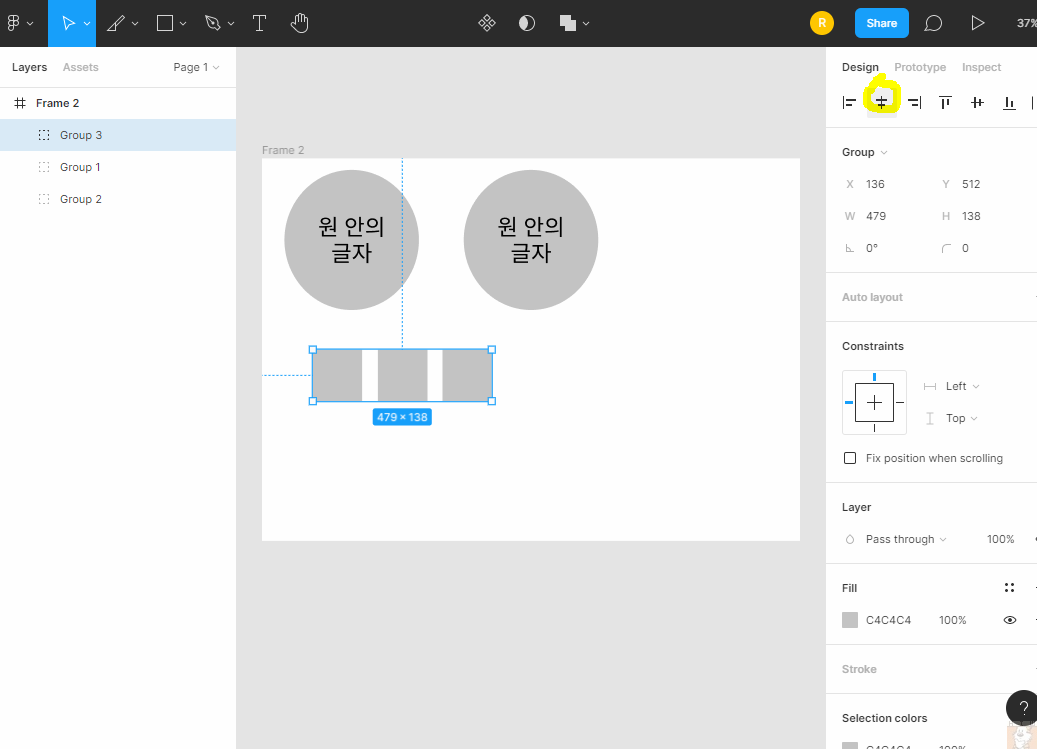 R
Share
37%
Layers
Assets
Page 1
Design
Prototype
Inspect
Frame 2
Group 3
Group 1
Group 2
Frame 2
원 안의
글자
원 안의
글자
479 × 138
Group
X 136
Y 512
W 479
H 138
0°
0
Auto layout
Constraints
Left
Top
Fix position when scrolling
Layer
Pass through
100%
Fill
C4C4C4
100%
Stroke
?
Selection colors
C4C4C4
100%